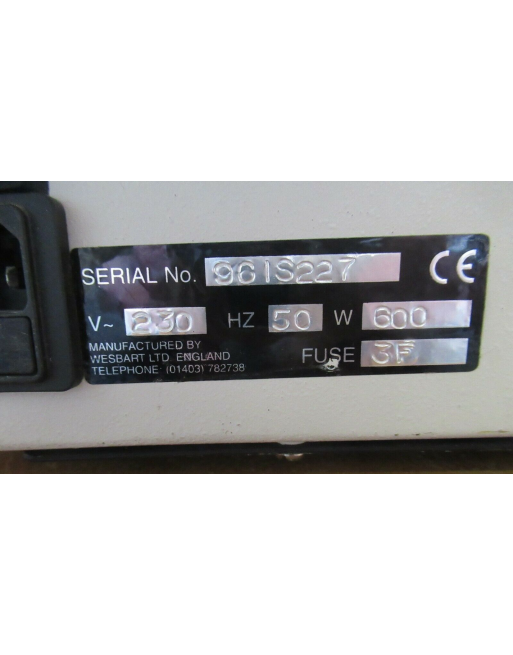 SERIAL No. 961S227 CE
V~ 230 HZ 50 W 600
MANUFACTURED BY
WESBART LTD. ENGLAND
TELEPHONE: (01403) 782738
FUSE 3F